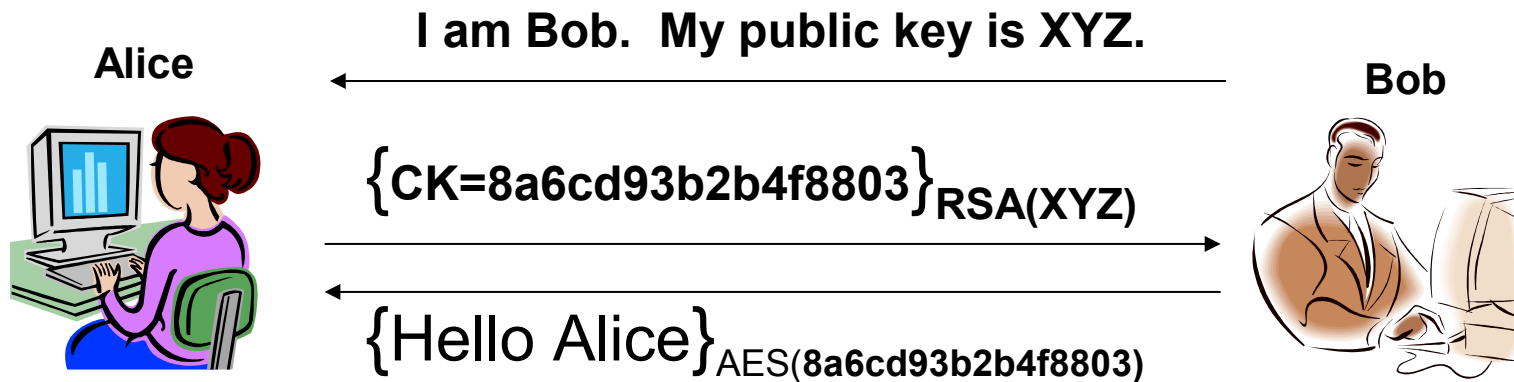 I am Bob.  My public key is XYZ.
Alice
Bob
{CK=8a6cd93b2b4f8803}RSA(XYZ)
{Hello Alice}AES(8a6cd93b2b4f8803)